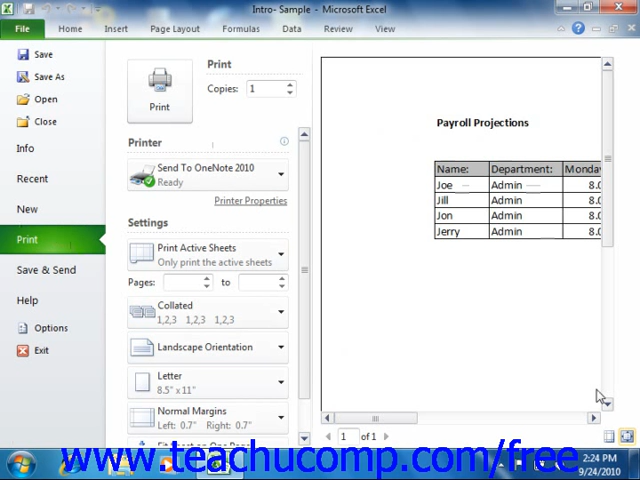 Intro- Sample - Microsoft Excel
File Home Insert Page Layout Formulas Data Review View
Save
Save As
Open
Close
Info
Recent
New
Print
Save & Send
Help
Options
Exit
Print
Print
Copies: 1
Printer
Send To OneNote 2010
Ready
Printer Properties
Settings
Print Active Sheets
Only print the active sheets
Pages: to
Collated
1,2,3 1,2,3 1,2,3
Landscape Orientation
Letter
8.5" x 11"
Normal Margins
Left: 0.7" Right: 0.7"
Payroll Projections
Name: Department: Monda
Joe Admin 8.0
Jill Admin 8.0
Jon Admin 8.0
Jerry Admin 8.0
1 of 1
www.teachucomp.com/free
2:24 PM
9/24/2010